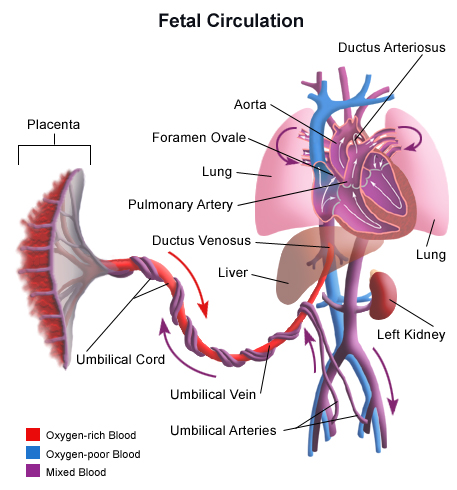 Fetal Circulation
Ductus Arteriosus
Aorta
Placenta
Foramen Ovale
Lung
Pulmonary Artery
Ductus Venosus
Lung
Liver
Left Kidney
Umbilical Cord
Umbilical Vein
Umbilical Arteries
Oxygen-rich Blood
Oxygen-poor Blood
Mixed Blood